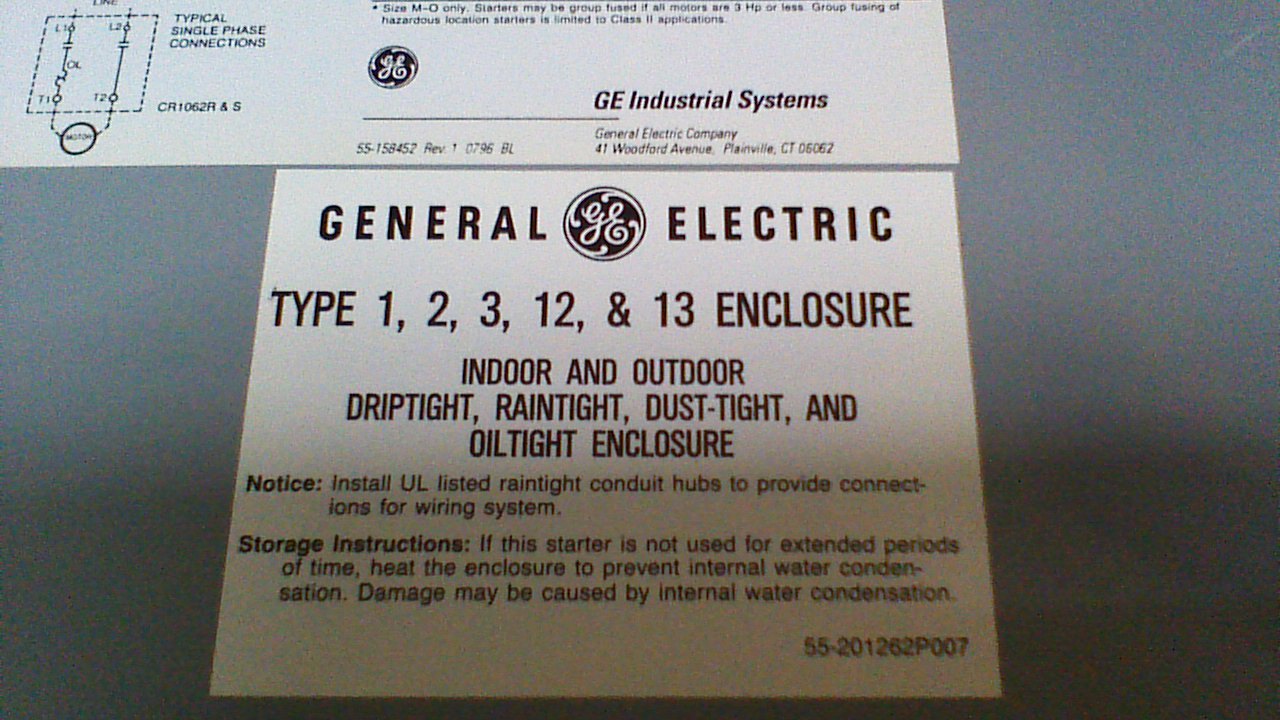 LINE
L1 L2
TYPICAL
SINGLE PHASE
CONNECTIONS
OL
T1 T2
CR1062R & S
MOTOR
* Size M-O only. Starters may be group fused if all motors are 3 Hp or less. Group fusing of
hazardous location starters is limited to Class II applications.
GE
GE Industrial Systems
55-158452 Rev. 1 0796 BL
General Electric Company
41 Woodford Avenue, Plainville, CT 06062
GENERAL GE ELECTRIC
TYPE 1, 2, 3, 12, & 13 ENCLOSURE
INDOOR AND OUTDOOR
DRIPTIGHT, RAINTIGHT, DUST-TIGHT, AND
OILTIGHT ENCLOSURE
Notice: Install UL listed raintight conduit hubs to provide connect-
ions for wiring system.
Storage Instructions: If this starter is not used for extended periods
of time, heat the enclosure to prevent internal water conden-
sation. Damage may be caused by internal water condensation.
55-201262P007